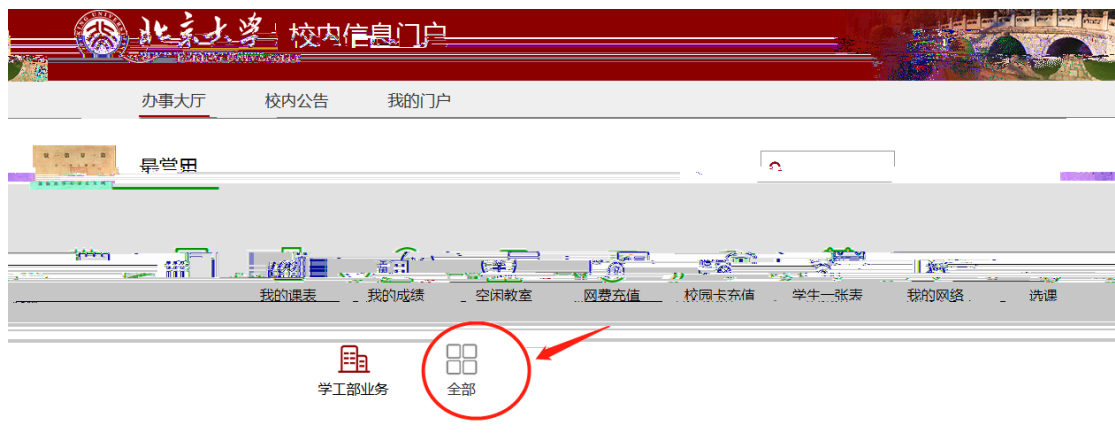 北京大学 校内信息门户
办事大厅 校内公告 我的门户
最常用
我的课表 我的成绩 空闲教室 网费充值 校园卡充值 学生一张表 我的网络 选课
学工部业务 全部